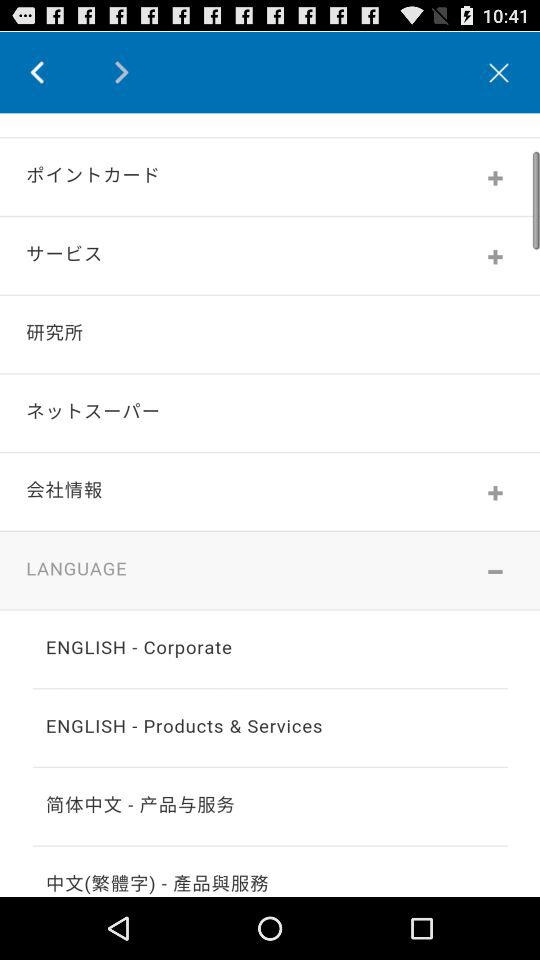 10:41
ポイントカード
サービス
研究所
ネットスーパー
会社情報
LANGUAGE
ENGLISH - Corporate
ENGLISH - Products & Services
简体中文 - 产品与服务
中文(繁體字) - 產品與服務